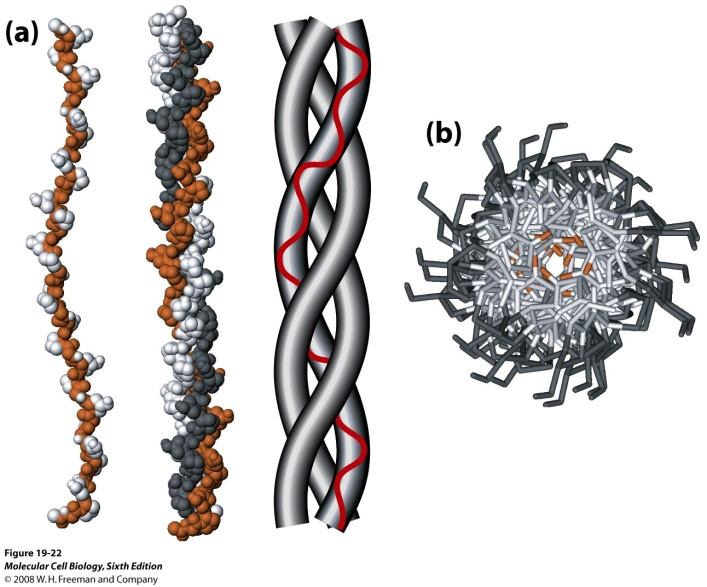 (a)
(b)
Figure 19-22
Molecular Cell Biology, Sixth Edition
© 2008 W. H. Freeman and Company